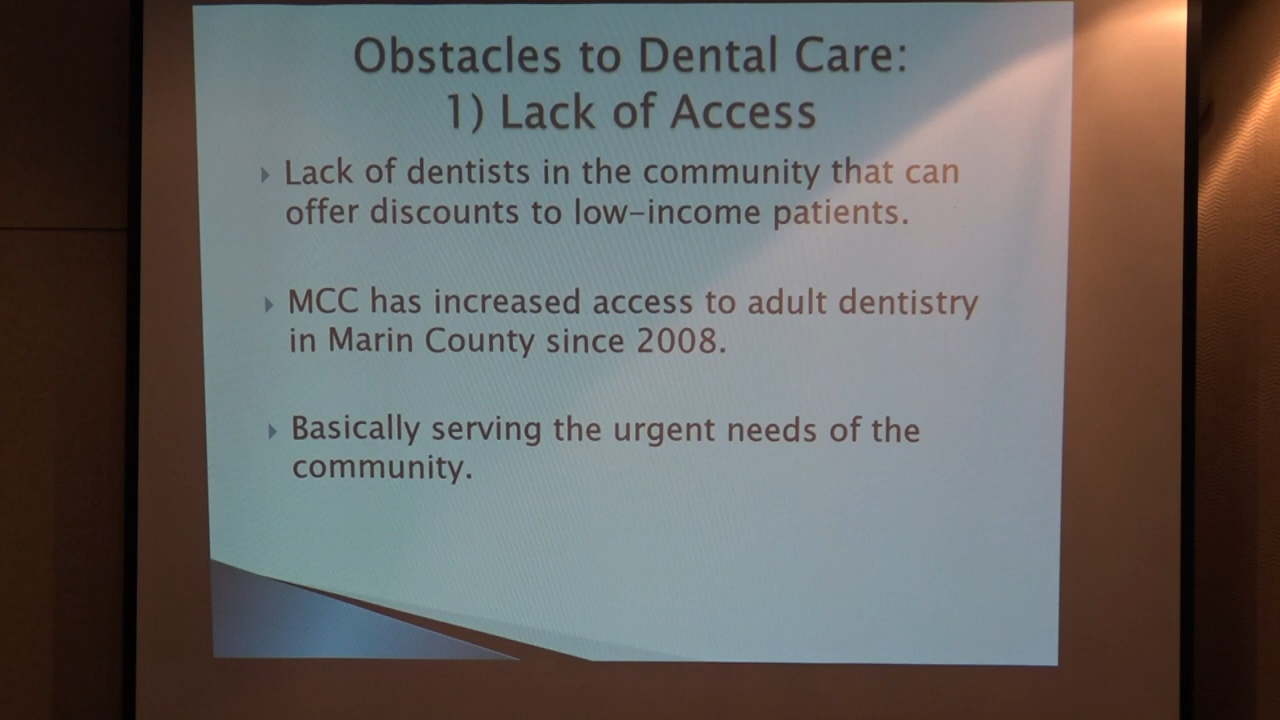 Obstacles to Dental Care:
1) Lack of Access
Lack of dentists in the community that can
offer discounts to low-income patients.
MCC has increased access to adult dentistry
in Marin County since 2008.
Basically serving the urgent needs of the
community.